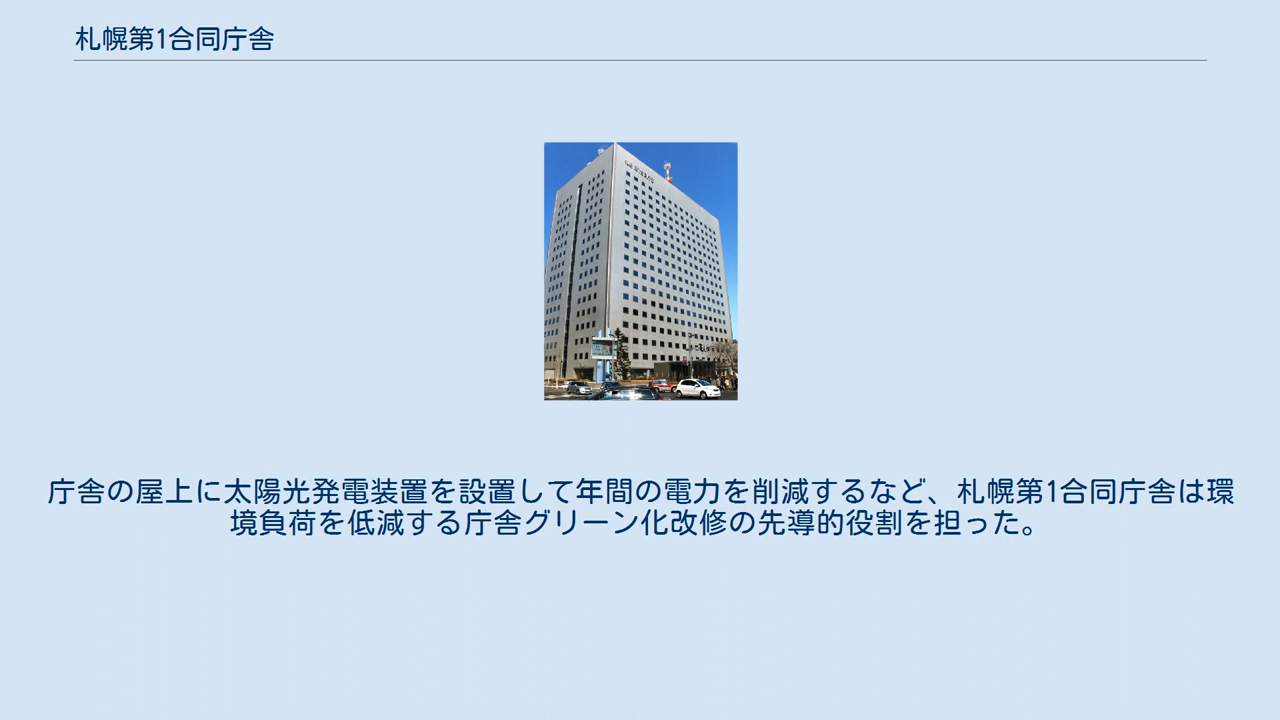 札幌第1合同庁舎
庁舎の屋上に太陽光発電装置を設置して年間の電力を削減するなど、札幌第1合同庁舎は環
境負荷を低減する庁舎グリーン化改修の先導的役割を担った。